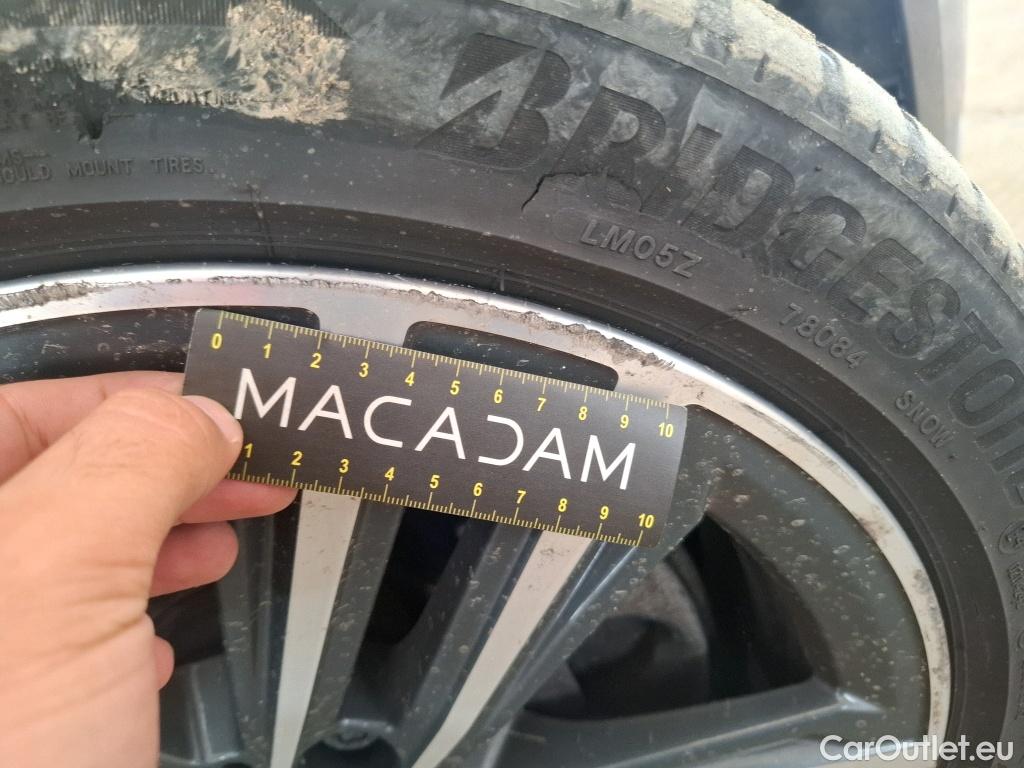 BRIDGESTONE
MOUNT TIRES.
LM05Z
78084
SNOW
0 1 2 3 4 5 6 7 8 9 10
MACADAM
1 2 3 4 5 6 7 8 9 10
CarOutlet.eu